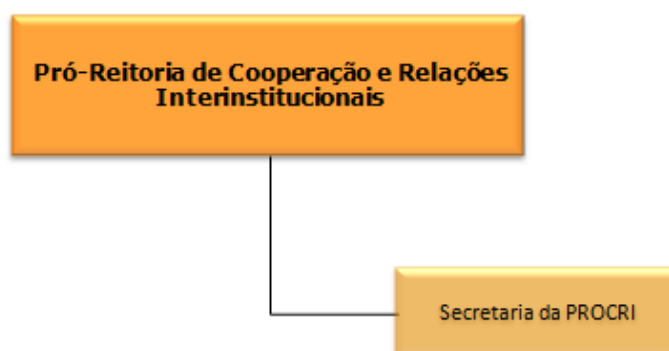 Pró-Reitoria de Cooperação e Relações
Interinstitucionais
Secretaria da PROCRI